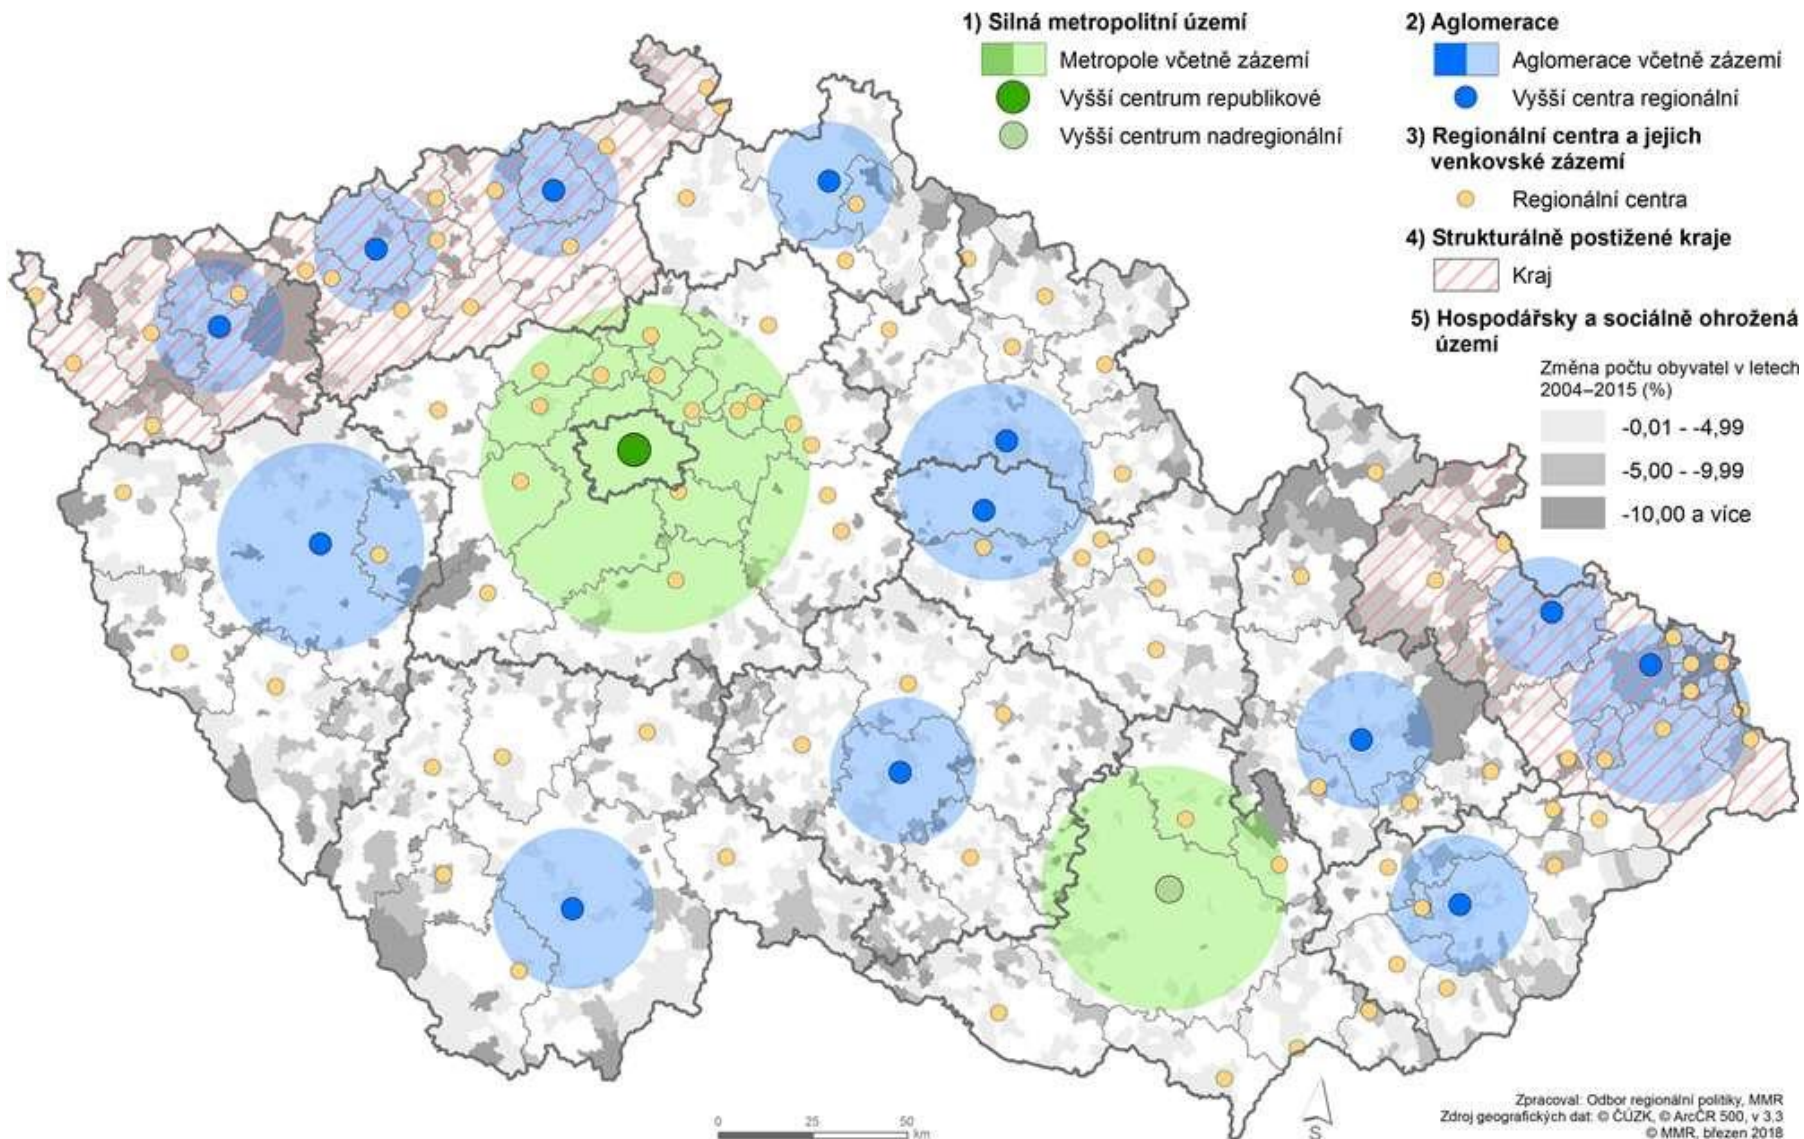 1) Silná metropolitní území
Metropole včetně zázemí
Vyšší centrum republikové
Vyšší centrum nadregionální
2) Aglomerace
Aglomerace včetně zázemí
Vyšší centra regionální
3) Regionální centra a jejich
venkovské zázemí
Regionální centra
4) Strukturálně postižené kraje
Kraj
5) Hospodářsky a sociálně ohrožená
území
Změna počtu obyvatel v letech
2004–2015 (%)
-0,01 - -4,99
-5,00 - -9,99
-10,00 a více
0 25 50
km
S
Zpracoval: Odbor regionální politiky, MMR
Zdroj geografických dat: © ČÚZK, © ArcČR 500, v 3.3
© MMR, březen 2018